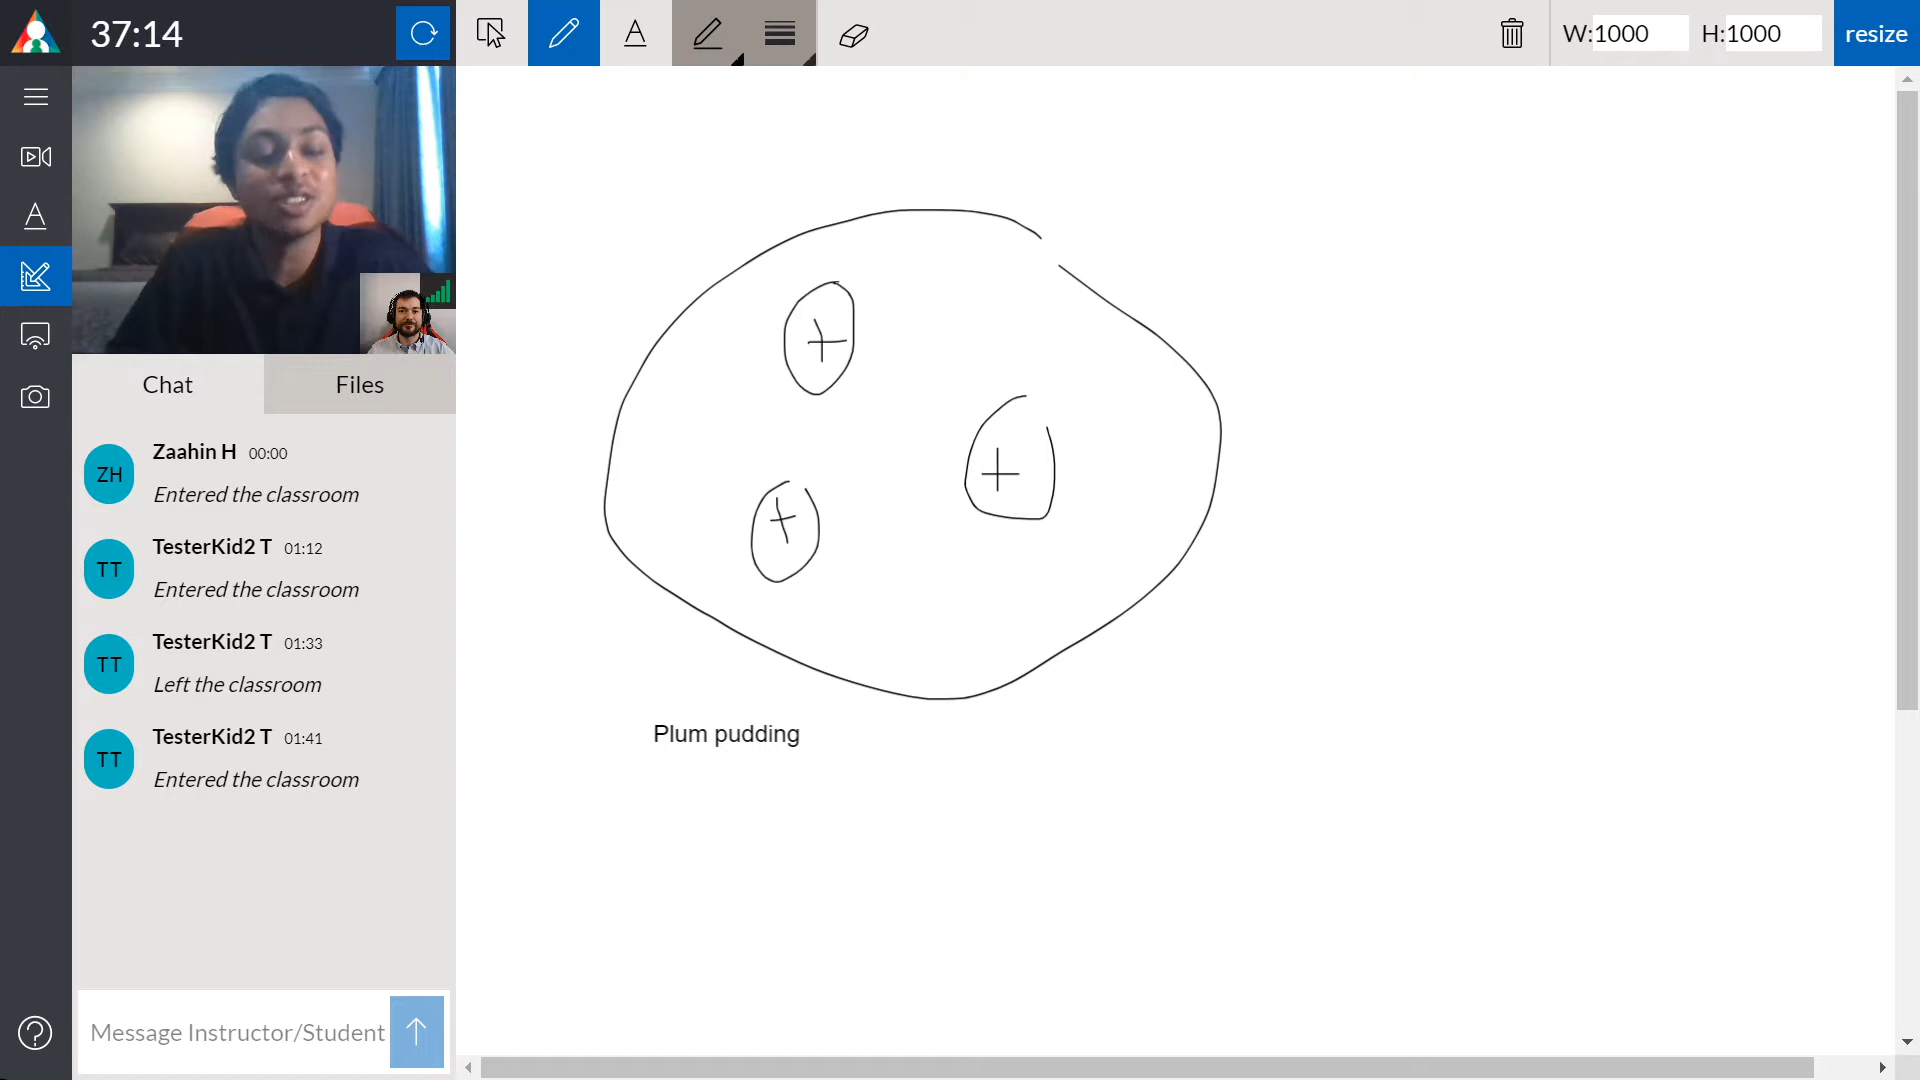 37:14
W:1000
H:1000
resize
Chat
Files
ZH
Zaahin H 00:00
Entered the classroom
TT
TesterKid2 T 01:12
Entered the classroom
TT
TesterKid2 T 01:33
Left the classroom
TT
TesterKid2 T 01:41
Entered the classroom
Message Instructor/Student
+
+
+
Plum pudding